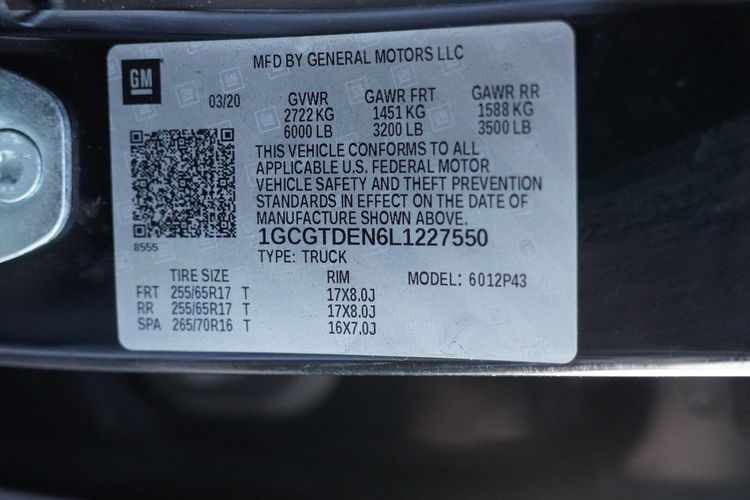 GM
MFD BY GENERAL MOTORS LLC
03/20
GVWR GAWR FRT GAWR RR
2722 KG 1451 KG 1588 KG
6000 LB 3200 LB 3500 LB
THIS VEHICLE CONFORMS TO ALL
APPLICABLE U.S. FEDERAL MOTOR
VEHICLE SAFETY AND THEFT PREVENTION
STANDARDS IN EFFECT ON THE DATE OF
MANUFACTURE SHOWN ABOVE.
8555
1GCGTDEN6L1227550
TYPE: TRUCK
TIRE SIZE RIM MODEL: 6012P43
FRT 255/65R17 T 17X8.0J
RR 255/65R17 T 17X8.0J
SPA 265/70R16 T 16X7.0J